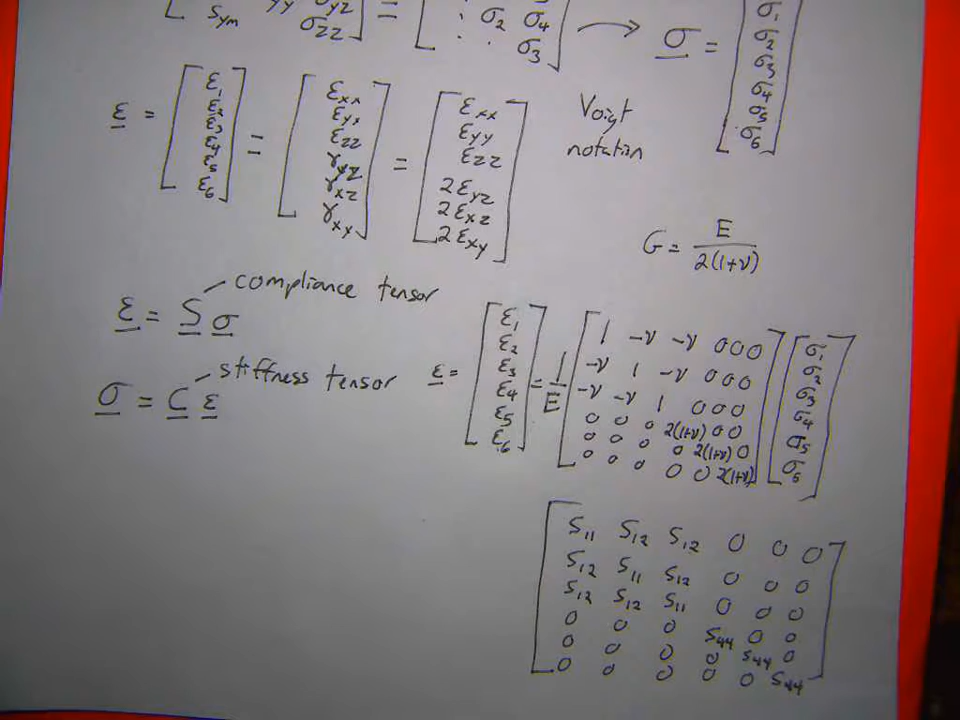 yy σyz = [ : σ2 σ4 → σ = [ σ1
sym σzz] . . σ3 ] σ2
σ3
σ4
σ5
σ6 ]
ε = [ ε1 ε2 ε3 ε4 ε5 ε6 ] = [ εxx εyx εzz γyz γxz γxy ] = [ εxx εyy εzz 2εyz 2εxz 2εxy ]
Voigt
notation
G = E / 2(1+ν)
ε = S σ
compliance tensor
σ = C ε
stiffness tensor
ε = [ ε1 ε2 ε3 ε4 ε5 ε6 ] = 1/E
[ 1 -ν -ν 0 0 0
-ν 1 -ν 0 0 0
-ν -ν 1 0 0 0
0 0 0 2(1+ν) 0 0
0 0 0 0 2(1+ν) 0
0 0 0 0 0 2(1+ν) ]
[ σ1 σ2 σ3 σ4 σ5 σ6 ]
[ S11 S12 S12 0 0 0
S12 S11 S12 0 0 0
S12 S12 S11 0 0 0
0 0 0 S44 0 0
0 0 0 0 S44 0
0 0 0 0 0 S44 ]